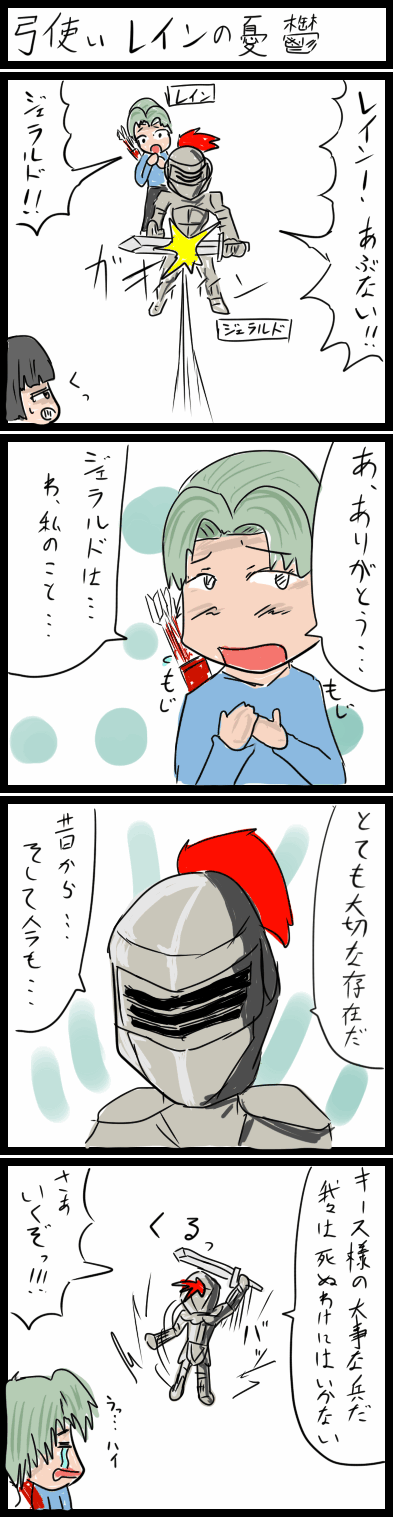 弓使い レインの憂鬱
レイン! あぶない!!
レイン
ジェラルド!!
ガキ
ジェラルド
くっ
あ、ありがとう…
ジェラルドは…
わ、私のこと…
もじ
もじ
とても大切な存在だ
昔から…
そして今も…
キース様の大事な兵だ
我々は死ぬわけにはいかない
くるっ
バッ
さあ
いくぞっ!!!
うっ…ハイ